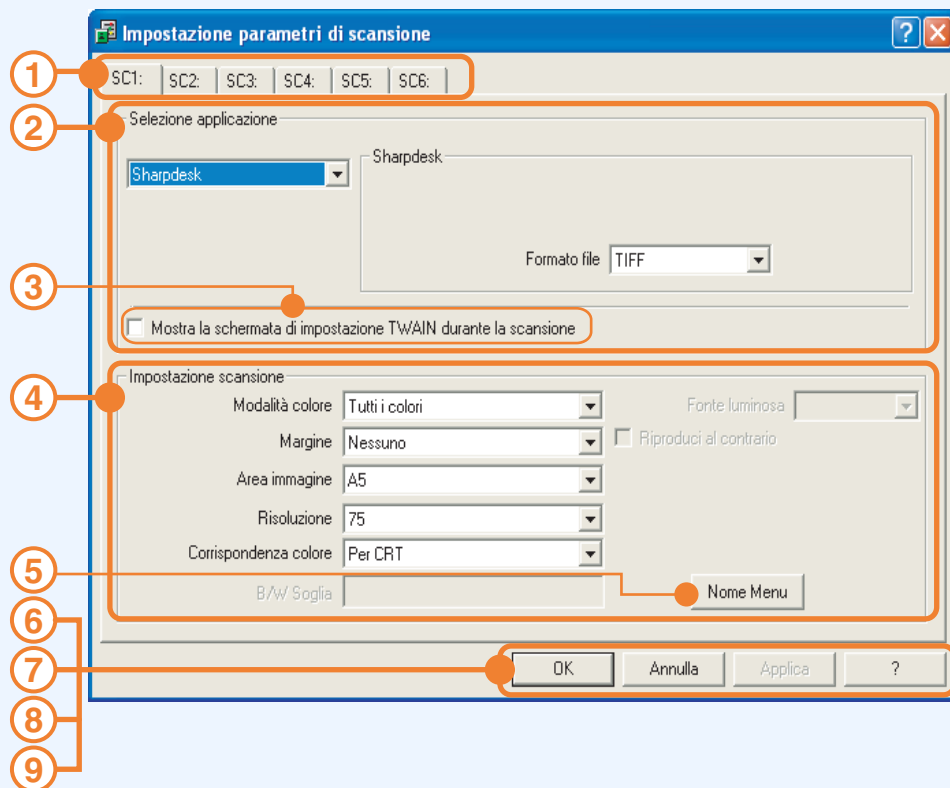 Impostazione parametri di scansione
? X
1
SC1: SC2: SC3: SC4: SC5: SC6:
2
Selezione applicazione
Sharpdesk
Sharpdesk
Formato file TIFF
3
Mostra la schermata di impostazione TWAIN durante la scansione
4
Impostazione scansione
Modalità colore Tutti i colori
Fonte luminosa
Margine Nessuno
Riproduci al contrario
Area immagine A5
Risoluzione 75
Corrispondenza colore Per CRT
5
B/W Soglia
Nome Menu
6
7
OK Annulla Applica ?
8
9